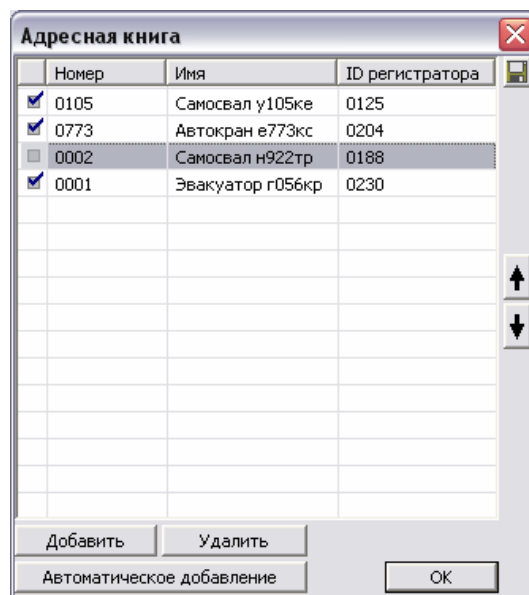 Адресная книга
Номер Имя ID регистратора
0105 Самосвал у105ке 0125
0773 Автокран е773кс 0204
0002 Самосвал н922тр 0188
0001 Эвакуатор г056кр 0230
Добавить Удалить
Автоматическое добавление OK